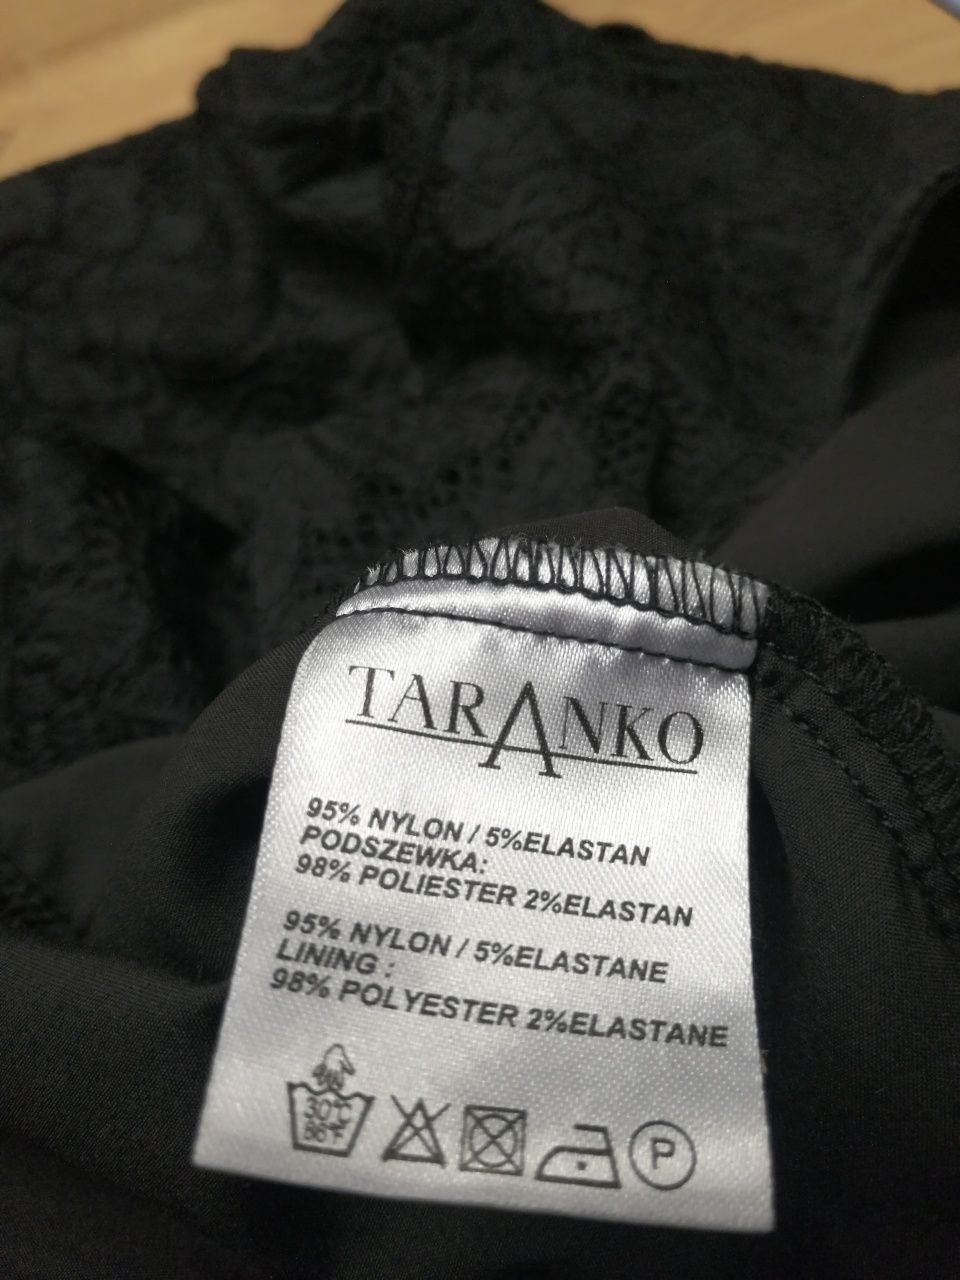 TARANKO
95% NYLON / 5%ELASTAN
PODSZEWKA:
98% POLIESTER 2%ELASTAN
95% NYLON / 5%ELASTANE
LINING :
98% POLYESTER 2%ELASTANE
30°C
86°F
P